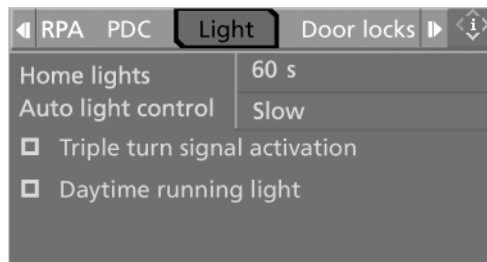 RPA PDC Light Door locks i
Home lights 60 s
Auto light control Slow
Triple turn signal activation
Daytime running light